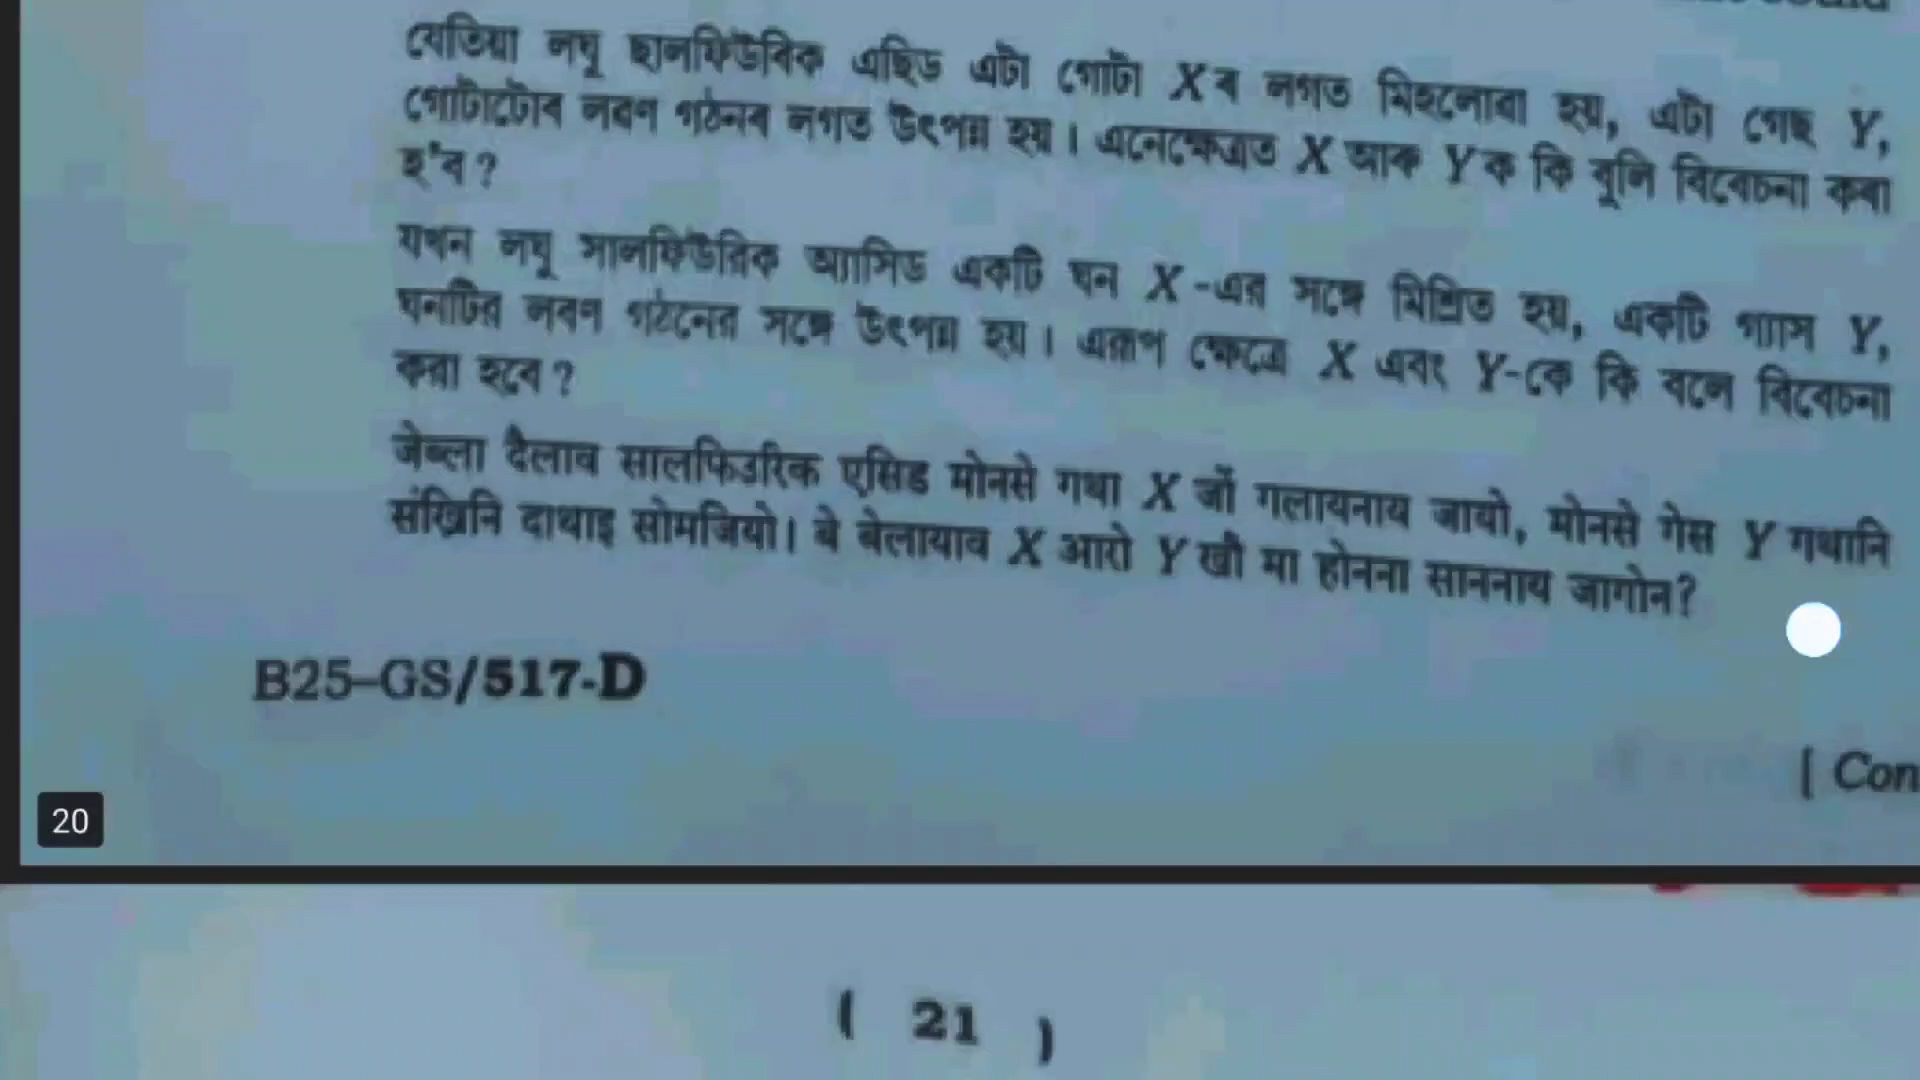 যেতিয়া লঘু ছালফিউৰিক এছিড এটা গোটা Xৰ লগত মিহলোৱা হয়, এটা গেছ Y,
গোটাটোৰ লৱণ গঠনৰ লগত উৎপন্ন হয়। এনেক্ষেত্ৰত X আৰু Yক কি বুলি বিবেচনা কৰা
হ'ব?
যখন লঘু সালফিউরিক অ্যাসিড একটি ঘন X-এর সঙ্গে মিশ্রিত হয়, একটি গ্যাস Y,
ঘনটির লবণ গঠনের সঙ্গে উৎপন্ন হয়। এরূপ ক্ষেত্রে X এবং Y-কে কি বলে বিবেচনা
করা হবে?
जेब्ला दैलाव सालफिउरिक एसिड मोनसे गथा X जों गलायनाय जायो, मोनसे गेस Y गथानि
संख्रिनि दाथाइ सोमजियो। बे बेलायाव X आरो Y खौ मा होनना साननाय जागोन?
B25–GS/517-D
[ Con
20
( 21 )